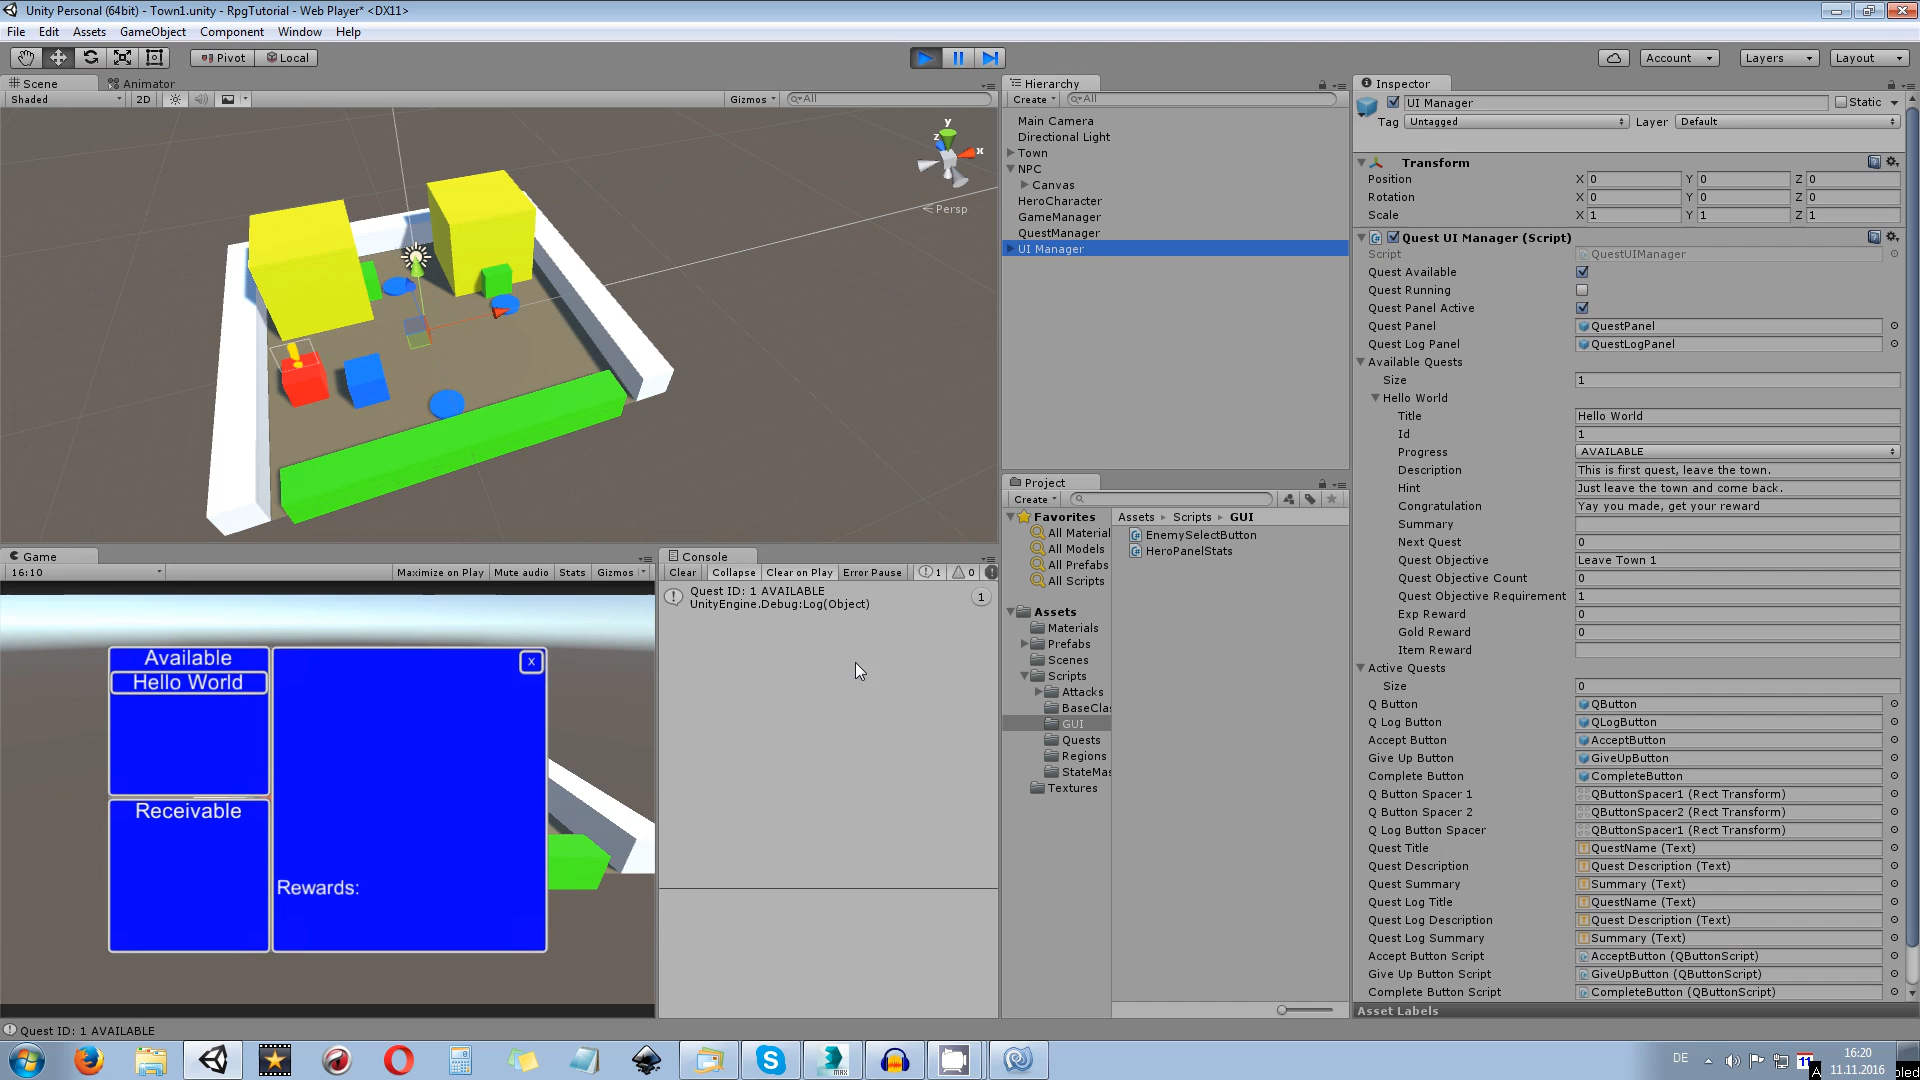 Unity Personal (64bit) - Town1.unity - RpgTutorial - Web Player* <DX11>
File Edit Assets GameObject Component Window Help
Pivot Local Account Layers Layout
Scene Animator
Shaded 2D Gizmos All
y
z x
Persp
Hierarchy
Create All
Main Camera
Directional Light
Town
NPC
Canvas
HeroCharacter
GameManager
QuestManager
UI Manager
Project
Create
Favorites
All Material
All Models
All Prefabs
All Scripts
Assets
Materials
Prefabs
Scenes
Scripts
Attacks
BaseClas
GUI
Quests
Regions
StateMas
Textures
Assets Scripts GUI
EnemySelectButton
HeroPanelStats
Game
16:10 Maximize on Play Mute audio Stats Gizmos
Available
Hello World
Receivable
x
Rewards:
Console
Clear Collapse Clear on Play Error Pause 1 0
Quest ID: 1 AVAILABLE
UnityEngine.Debug:Log(Object)
1
Inspector
UI Manager Static
Tag Untagged Layer Default
Transform
Position X 0 Y 0 Z 0
Rotation X 0 Y 0 Z 0
Scale X 1 Y 1 Z 1
Quest UI Manager (Script)
Script QuestUIManager
Quest Available
Quest Running
Quest Panel Active
Quest Panel QuestPanel
Quest Log Panel QuestLogPanel
Available Quests
Size 1
Hello World
Title Hello World
Id 1
Progress AVAILABLE
Description This is first quest, leave the town.
Hint Just leave the town and come back.
Congratulation Yay you made, get your reward
Summary
Next Quest 0
Quest Objective Leave Town 1
Quest Objective Count 0
Quest Objective Requirement 1
Exp Reward 0
Gold Reward 0
Item Reward
Active Quests
Size 0
Q Button QButton
Q Log Button QLogButton
Accept Button AcceptButton
Give Up Button GiveUpButton
Complete Button CompleteButton
Q Button Spacer 1 QButtonSpacer1 (Rect Transform)
Q Button Spacer 2 QButtonSpacer2 (Rect Transform)
Q Log Button Spacer QButtonSpacer1 (Rect Transform)
Quest Title QuestName (Text)
Quest Description Quest Description (Text)
Quest Summary Summary (Text)
Quest Log Title QuestName (Text)
Quest Log Description Quest Description (Text)
Quest Log Summary Summary (Text)
Accept Button Script AcceptButton (QButtonScript)
Give Up Button Script GiveUpButton (QButtonScript)
Complete Button Script CompleteButton (QButtonScript)
Asset Labels
Quest ID: 1 AVAILABLE
DE 16:20
11.11.2016